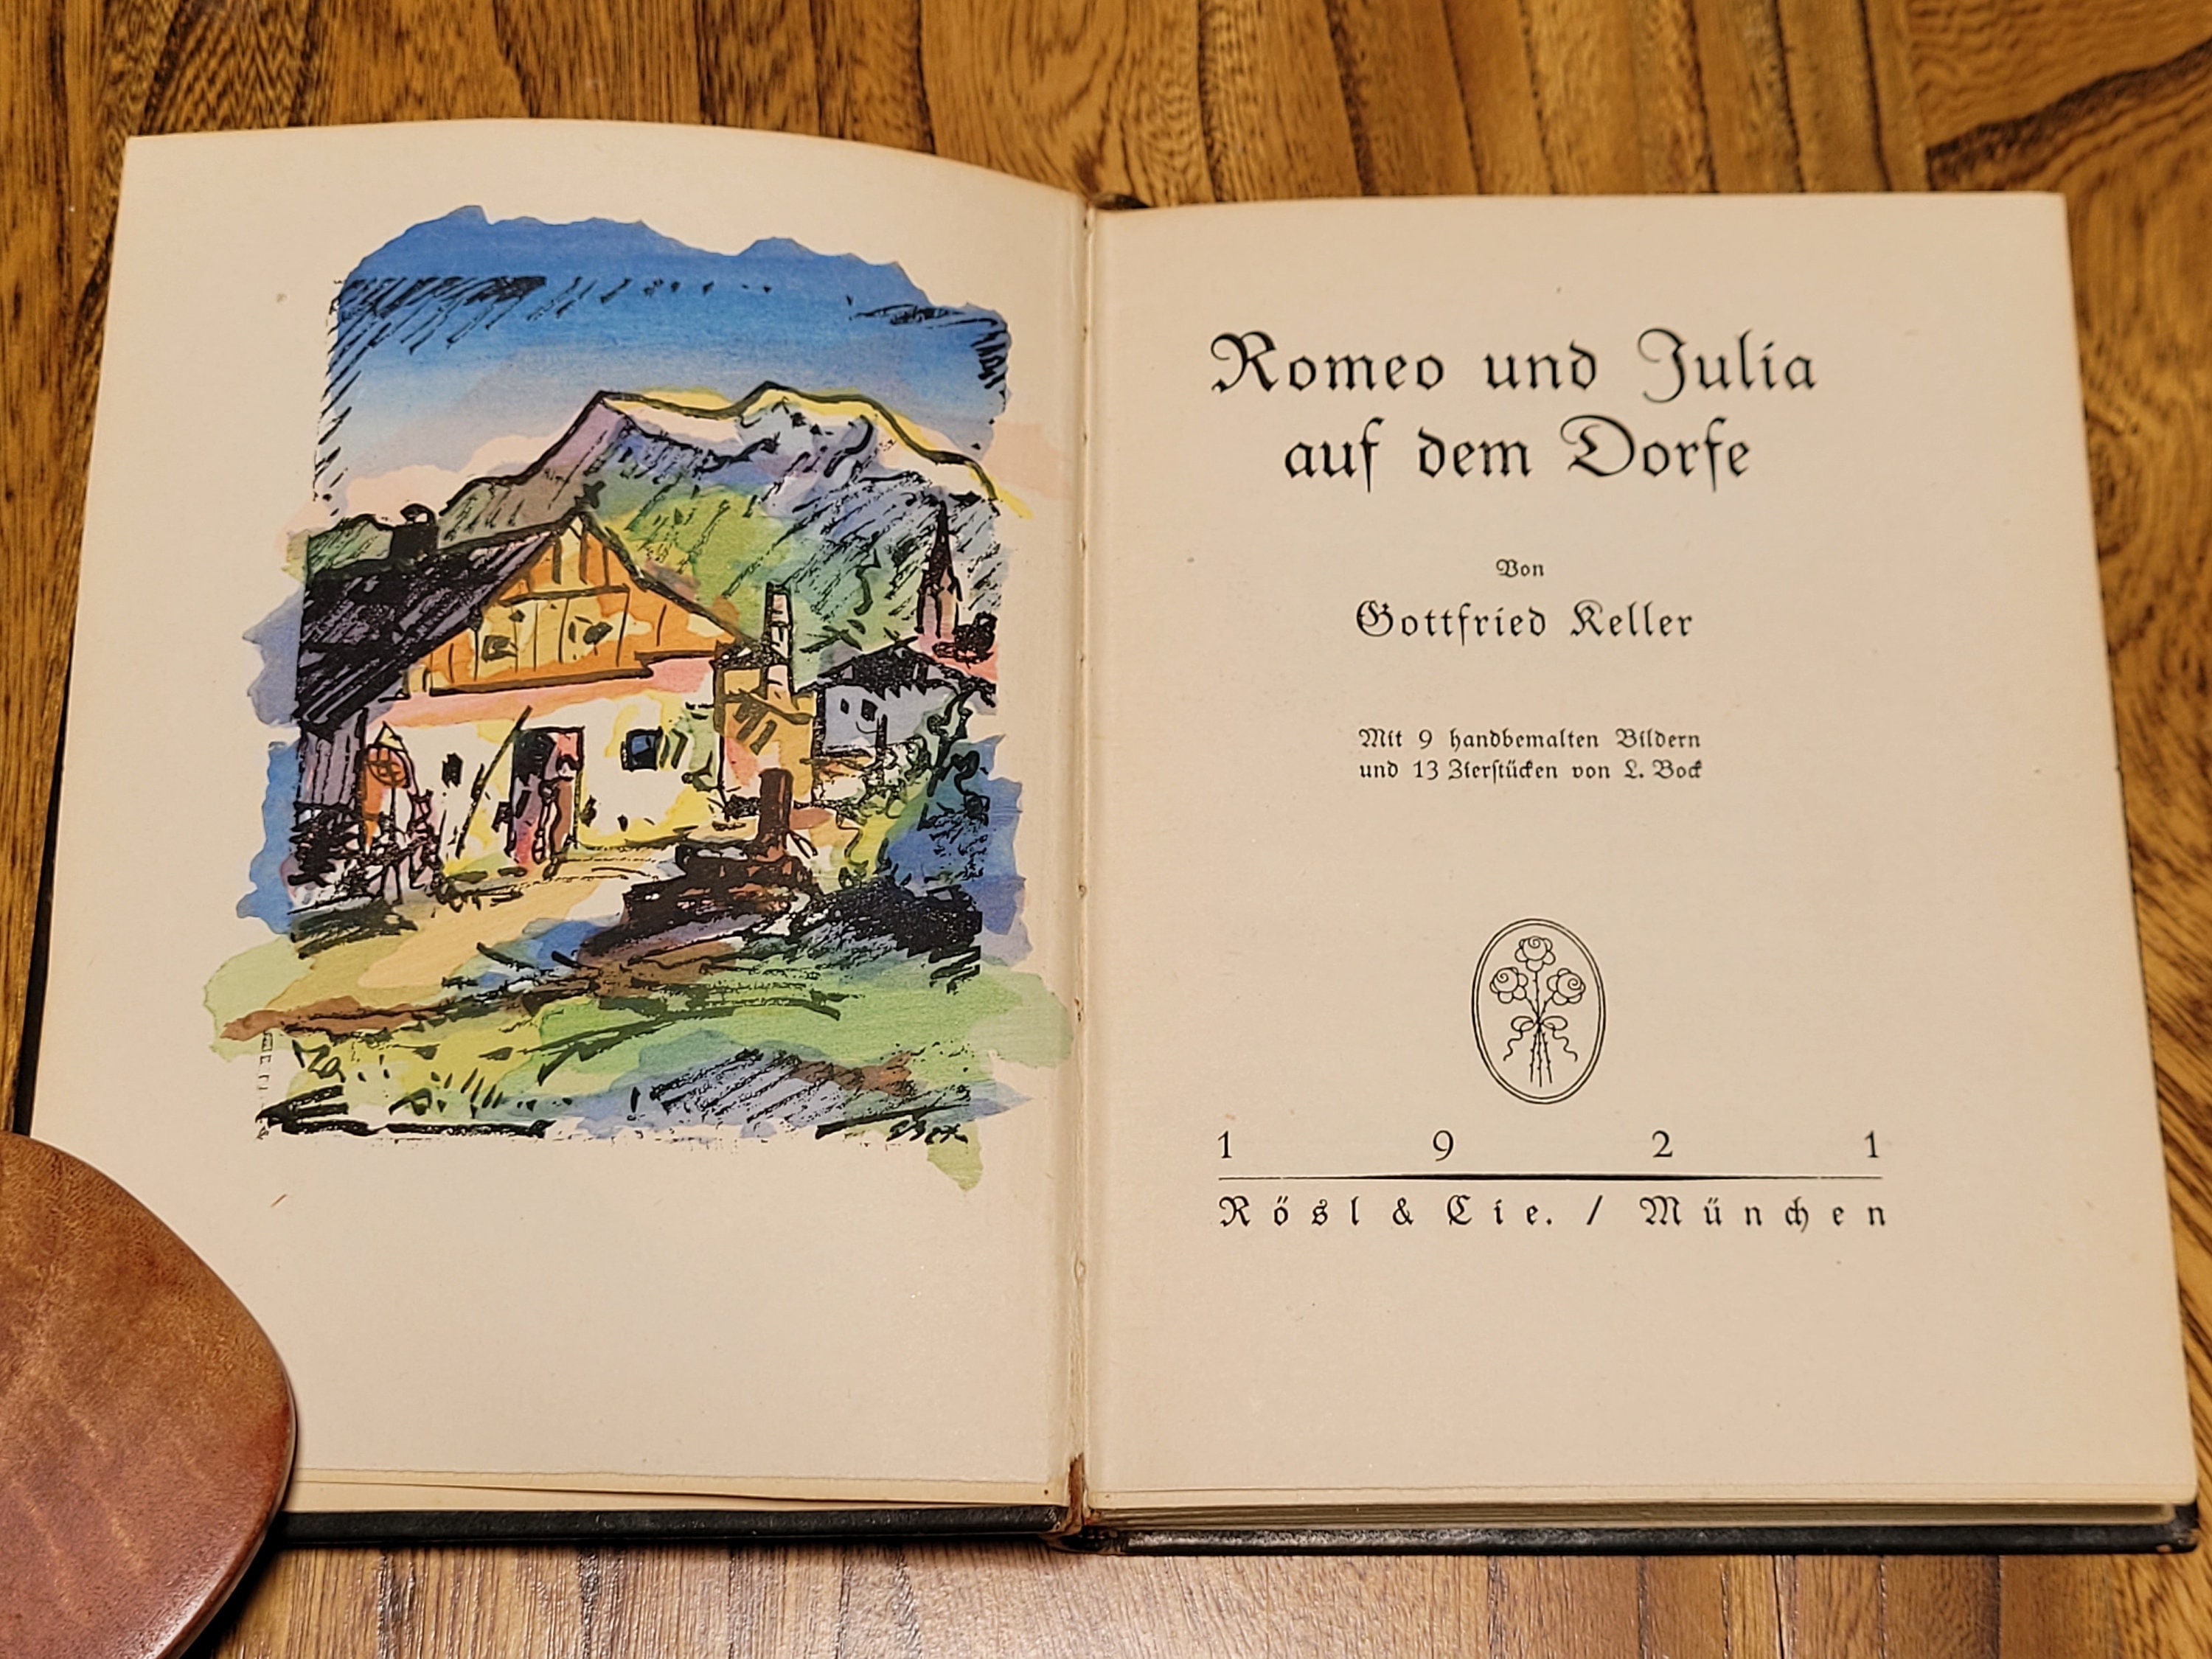 Romeo und Julia
auf dem Dorfe
Von
Gottfried Keller
Mit 9 handbemalten Bildern
und 13 Zierstücken von L. Bock
1 9 2 1
Rösl & Cie. / München